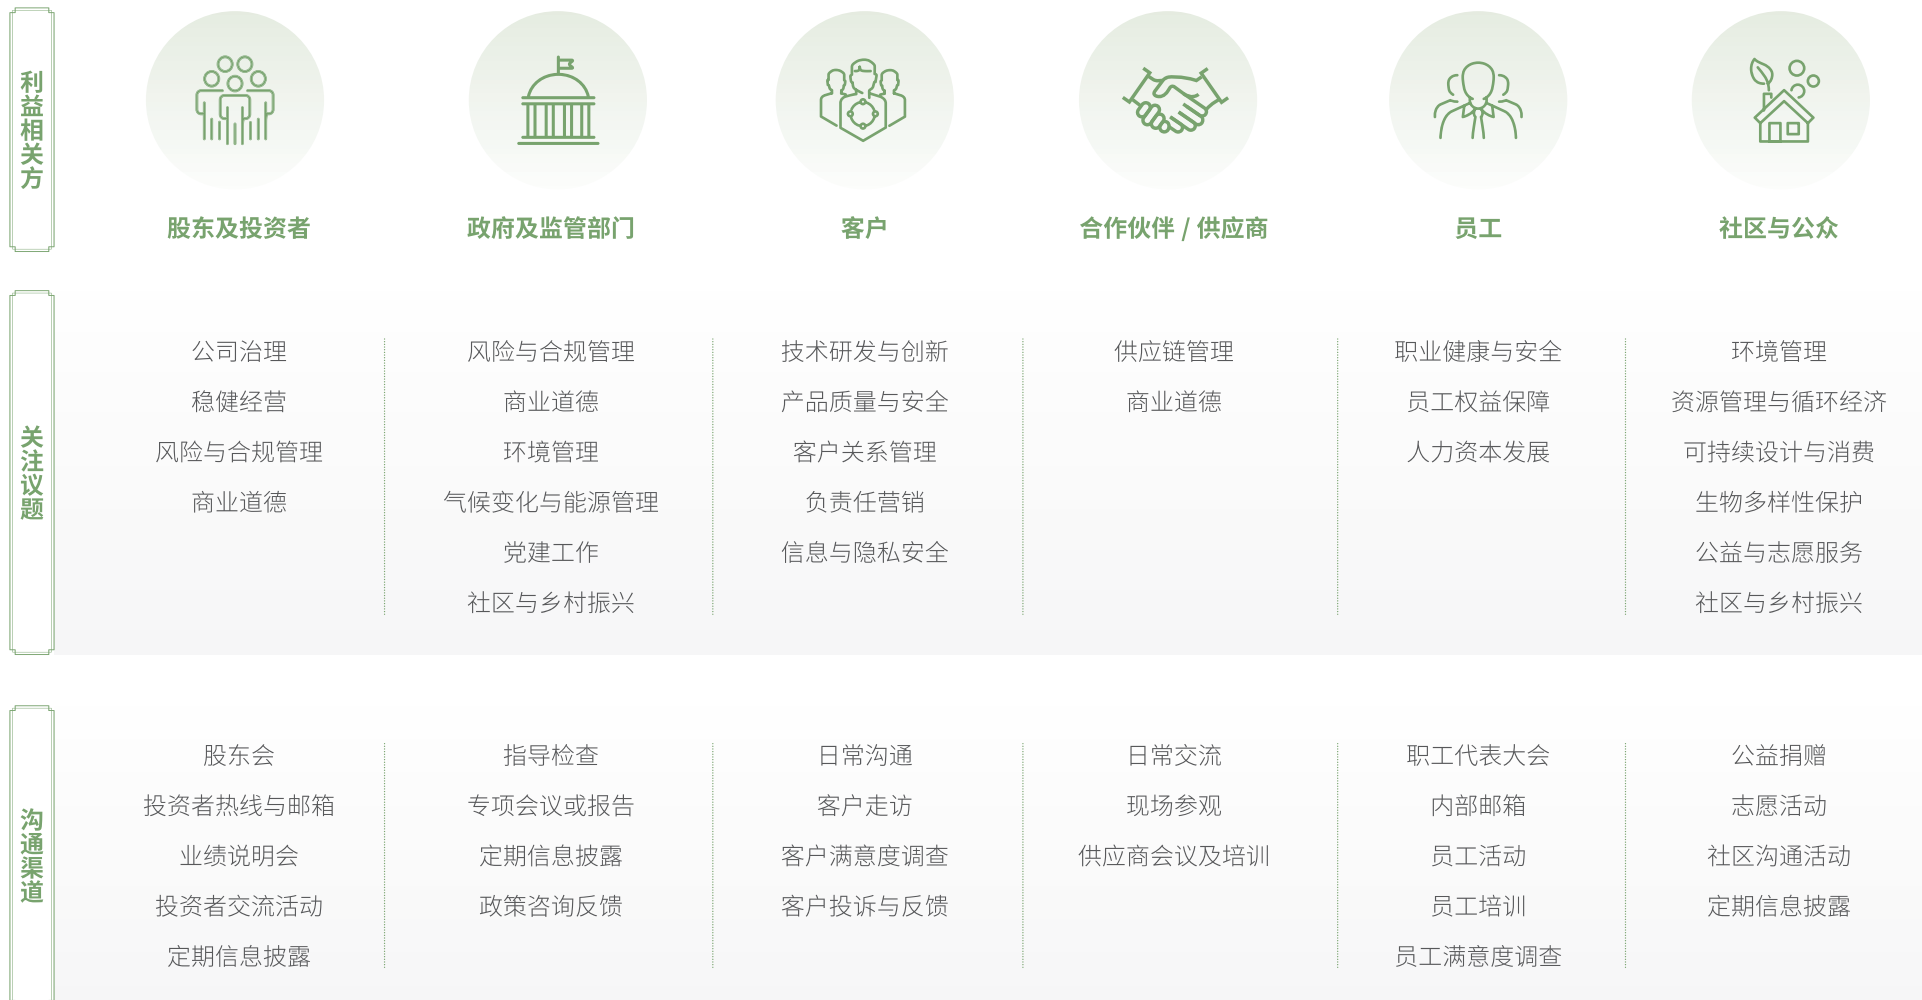 利益相关方
股东及投资者
政府及监管部门
客户
合作伙伴 / 供应商
员工
社区与公众
关注议题
公司治理
稳健经营
风险与合规管理
商业道德
风险与合规管理
商业道德
环境管理
气候变化与能源管理
党建工作
社区与乡村振兴
技术研发与创新
产品质量与安全
客户关系管理
负责任营销
信息与隐私安全
供应链管理
商业道德
职业健康与安全
员工权益保障
人力资本发展
环境管理
资源管理与循环经济
可持续设计与消费
生物多样性保护
公益与志愿服务
社区与乡村振兴
沟通渠道
股东会
投资者热线与邮箱
业绩说明会
投资者交流活动
定期信息披露
指导检查
专项会议或报告
定期信息披露
政策咨询反馈
日常沟通
客户走访
客户满意度调查
客户投诉与反馈
日常交流
现场参观
供应商会议及培训
职工代表大会
内部邮箱
员工活动
员工培训
员工满意度调查
公益捐赠
志愿活动
社区沟通活动
定期信息披露